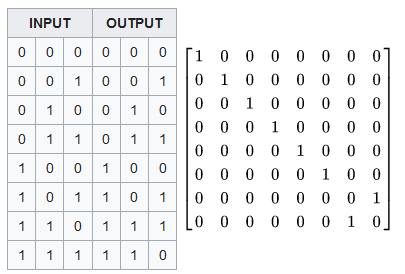 INPUT OUTPUT
0 0 0 0 0 0
0 0 1 0 0 1
0 1 0 0 1 0
0 1 1 0 1 1
1 0 0 1 0 0
1 0 1 1 0 1
1 1 0 1 1 1
1 1 1 1 1 0
1 0 0 0 0 0 0 0
0 1 0 0 0 0 0 0
0 0 1 0 0 0 0 0
0 0 0 1 0 0 0 0
0 0 0 0 1 0 0 0
0 0 0 0 0 1 0 0
0 0 0 0 0 0 0 1
0 0 0 0 0 0 1 0